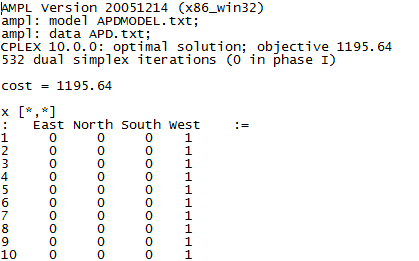 AMPL Version 20051214 (x86_win32)
ampl: model APDMODEL.txt;
ampl: data APD.txt;
CPLEX 10.0.0: optimal solution; objective 1195.64
532 dual simplex iterations (0 in phase I)
cost = 1195.64
x [*,*]
: East North South West :=
1 0 0 0 1
2 0 0 0 1
3 0 0 0 1
4 0 0 0 1
5 0 0 0 1
6 0 0 0 1
7 0 0 0 1
8 0 0 0 1
9 0 0 0 1
10 0 0 0 1